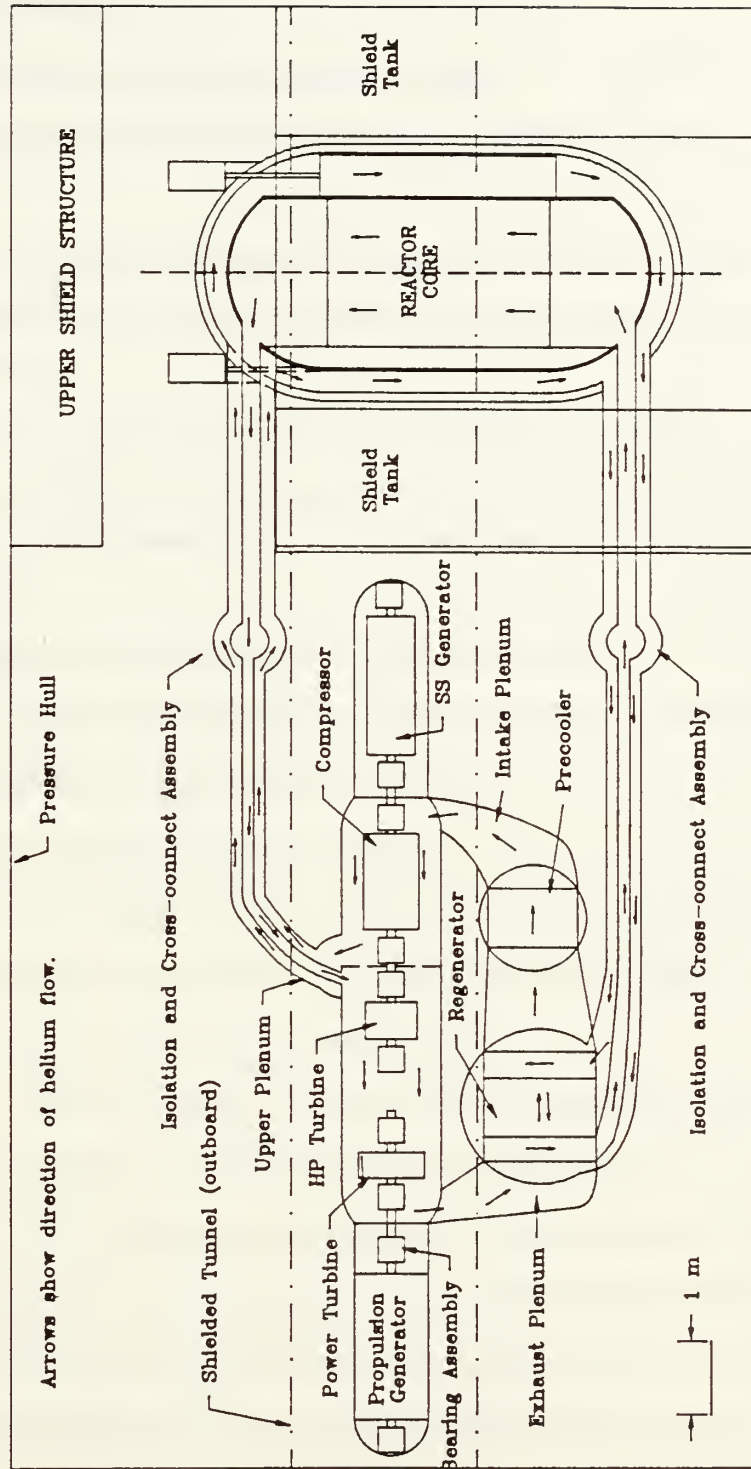 Arrows show direction of helium flow.
Pressure Hull
UPPER SHIELD STRUCTURE
Isolation and Cross-connect Assembly
Shielded Tunnel (outboard)
Upper Plenum
HP Turbine
Power Turbine
Compressor
SS Generator
Shield
Tank
REACTOR
CORE
Shield
Tank
Propulsion
Generator
Bearing Assembly
Regenerator
Intake Plenum
Precooler
Exhaust Plenum
1 m
Isolation and Cross-connect Assembly